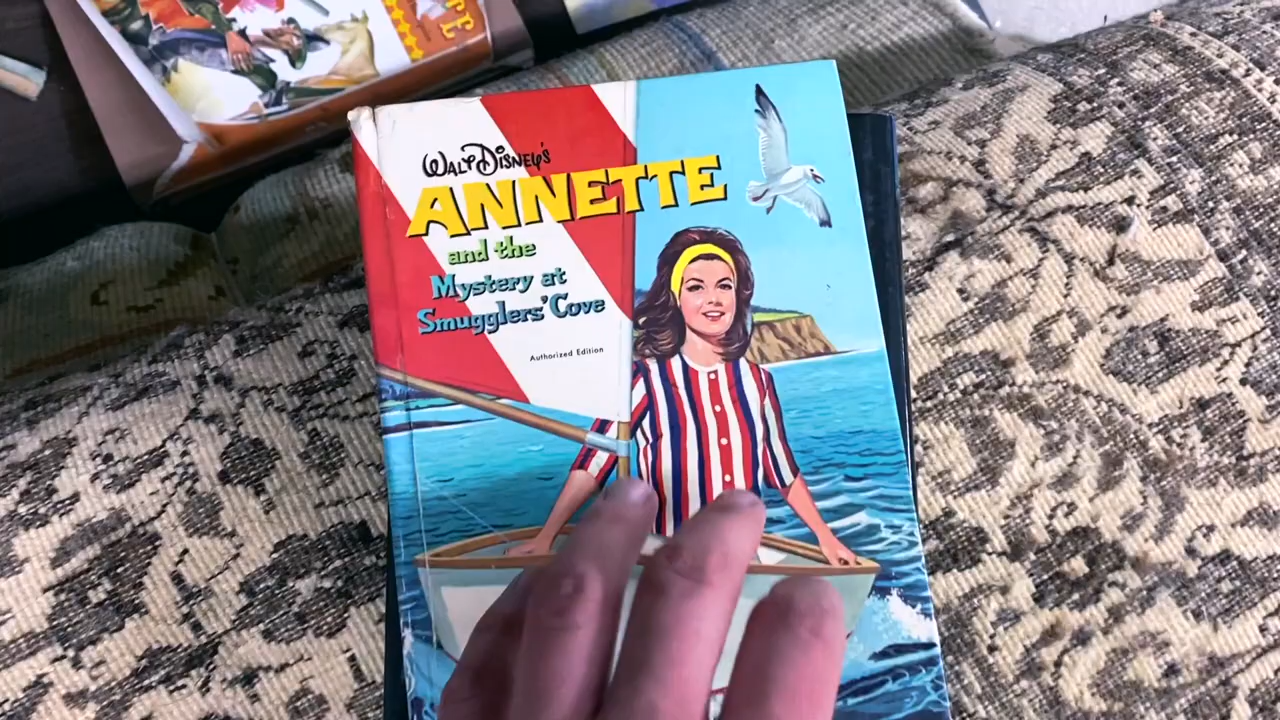 WALT DISNEY'S
ANNETTE
and the
Mystery at
Smugglers' Cove
Authorized Edition